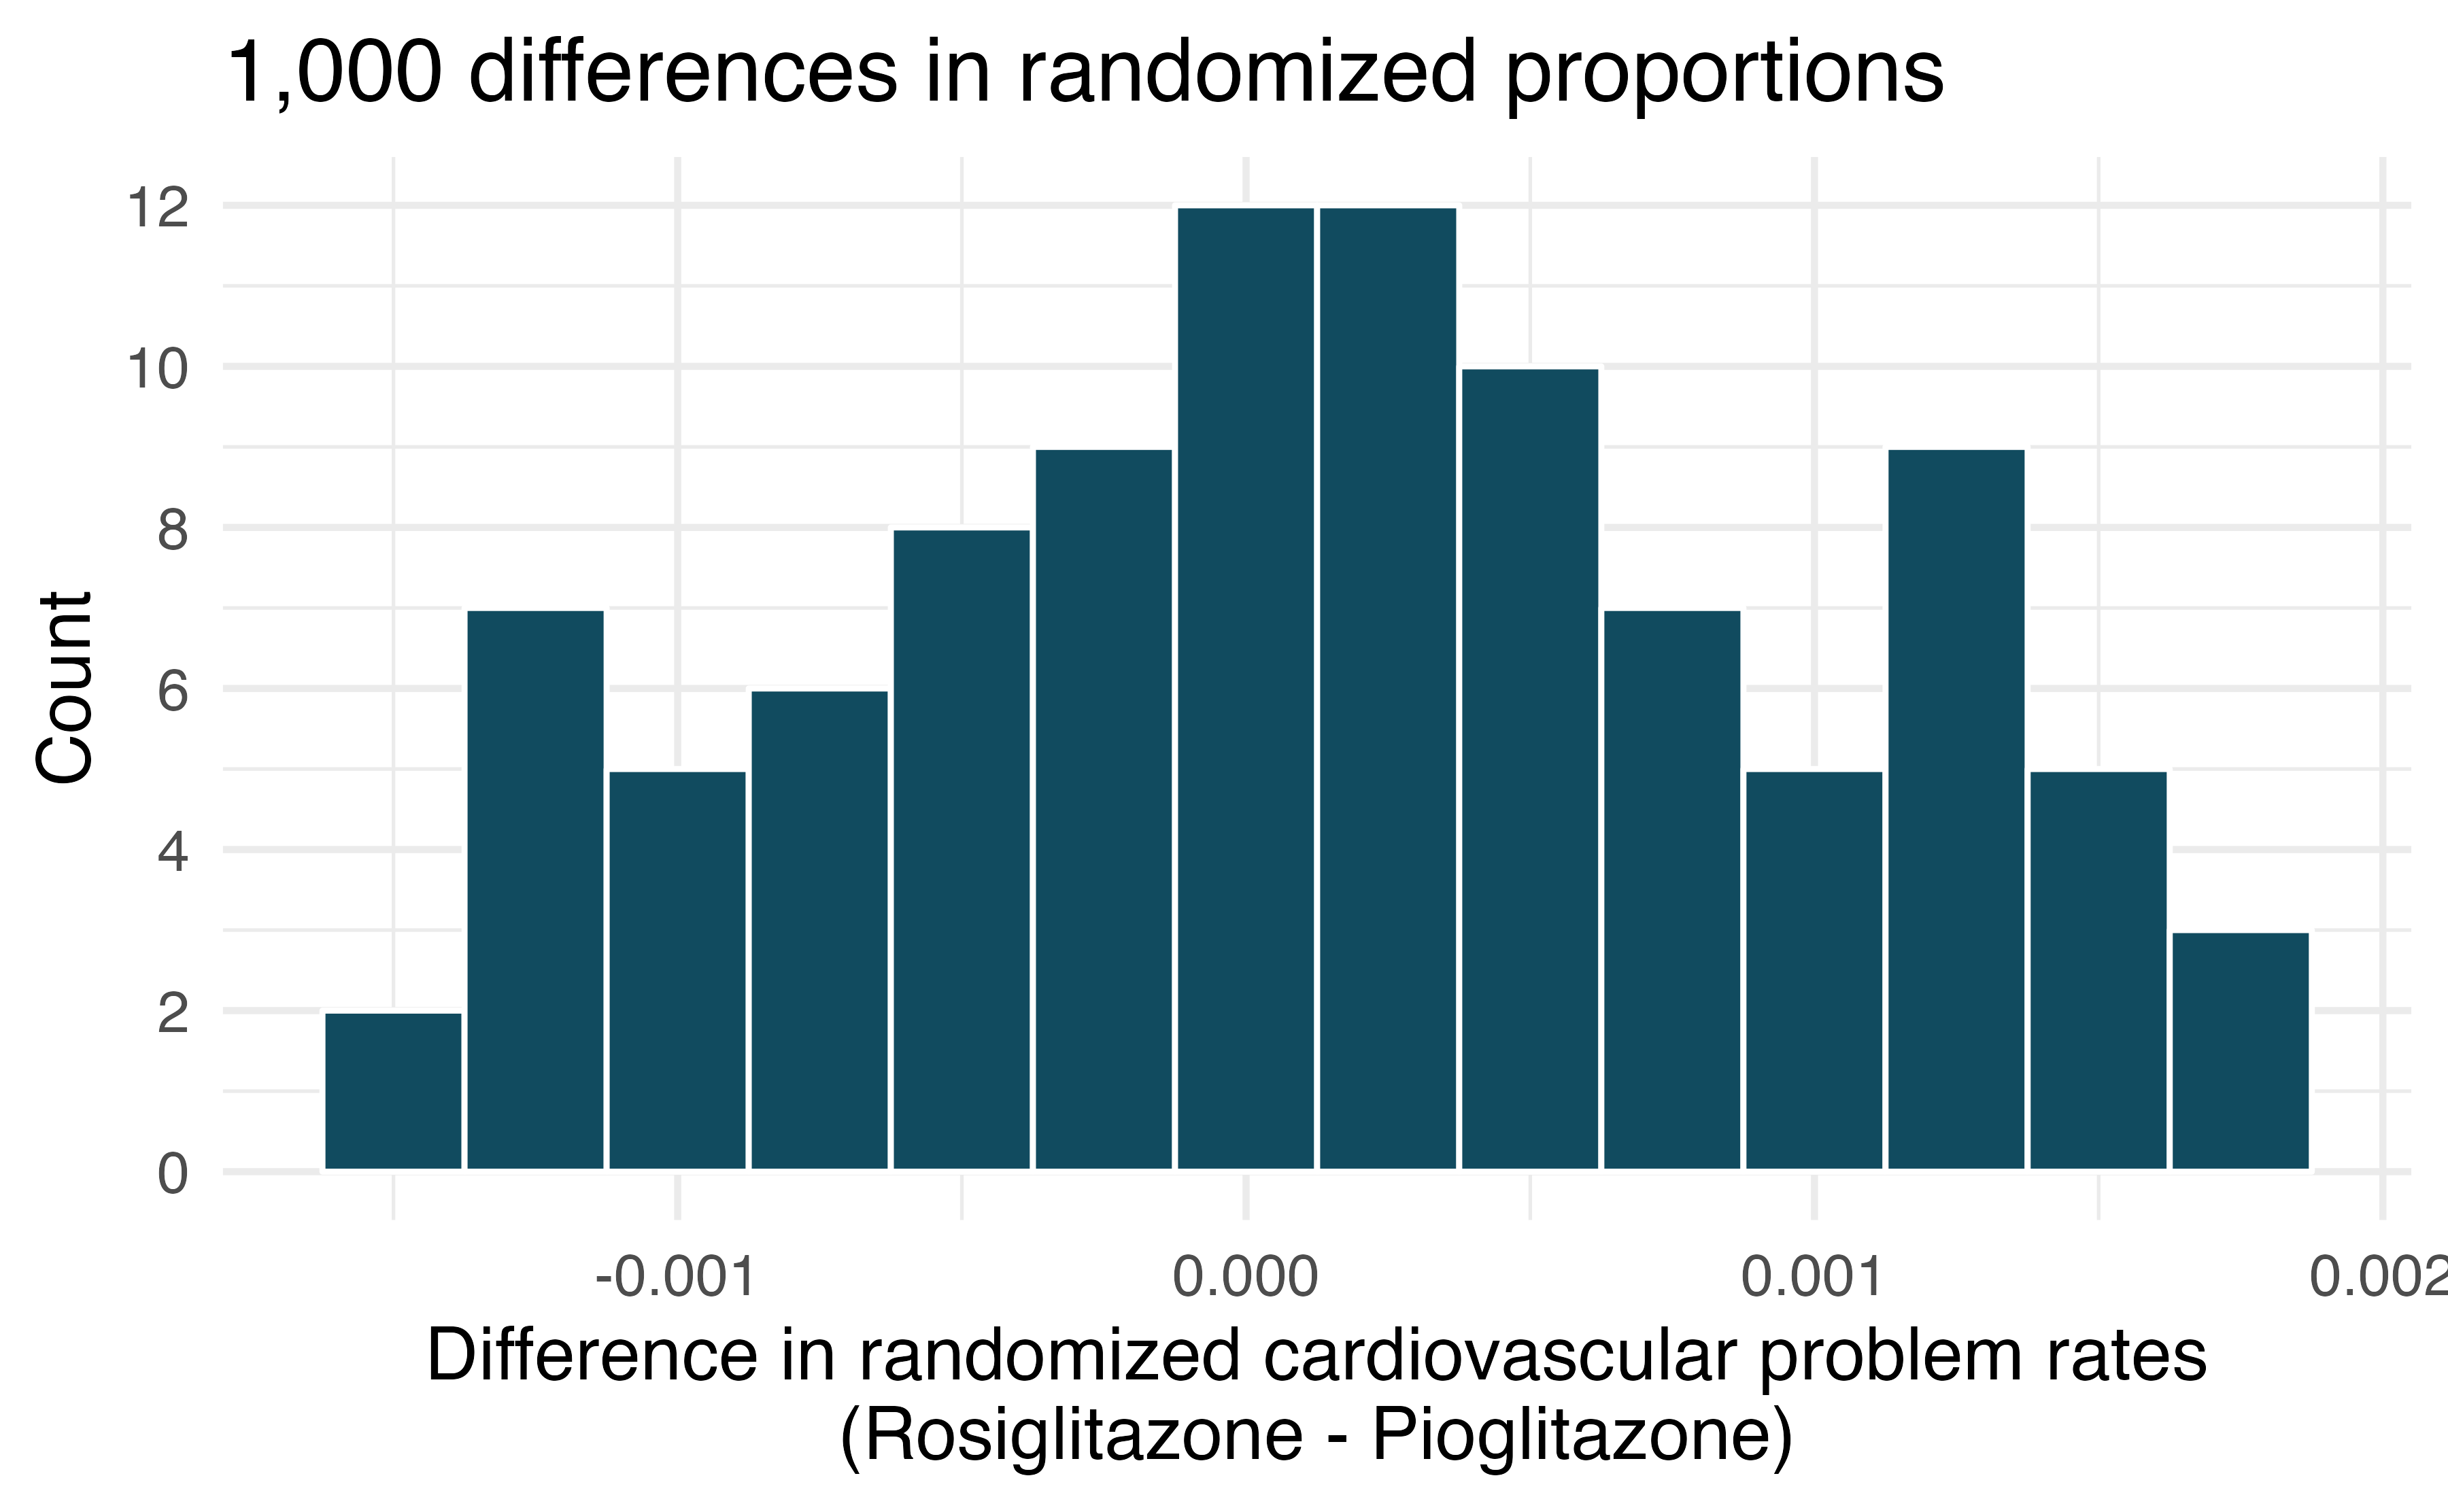 1,000 differences in randomized proportions
12
10
8
6
4
2
0
Count
-0.001 0.000 0.001 0.002
Difference in randomized cardiovascular problem rates
(Rosiglitazone - Pioglitazone)